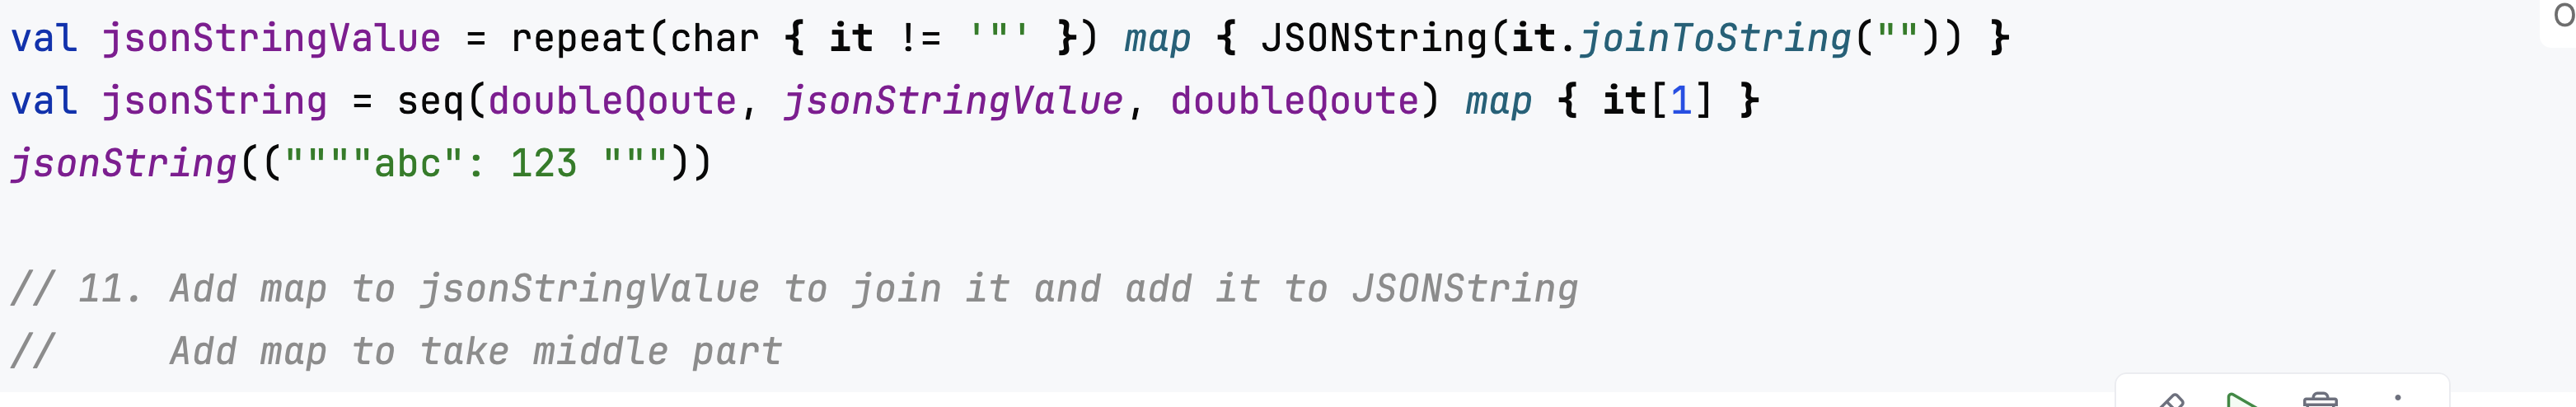 val jsonStringValue = repeat(char { it != '"' }) map { JSONString(it.joinToString("")) }
val jsonString = seq(doubleQoute, jsonStringValue, doubleQoute) map { it[1] }
jsonString((""""abc": 123 """))
// 11. Add map to jsonStringValue to join it and add it to JSONString
//     Add map to take middle part